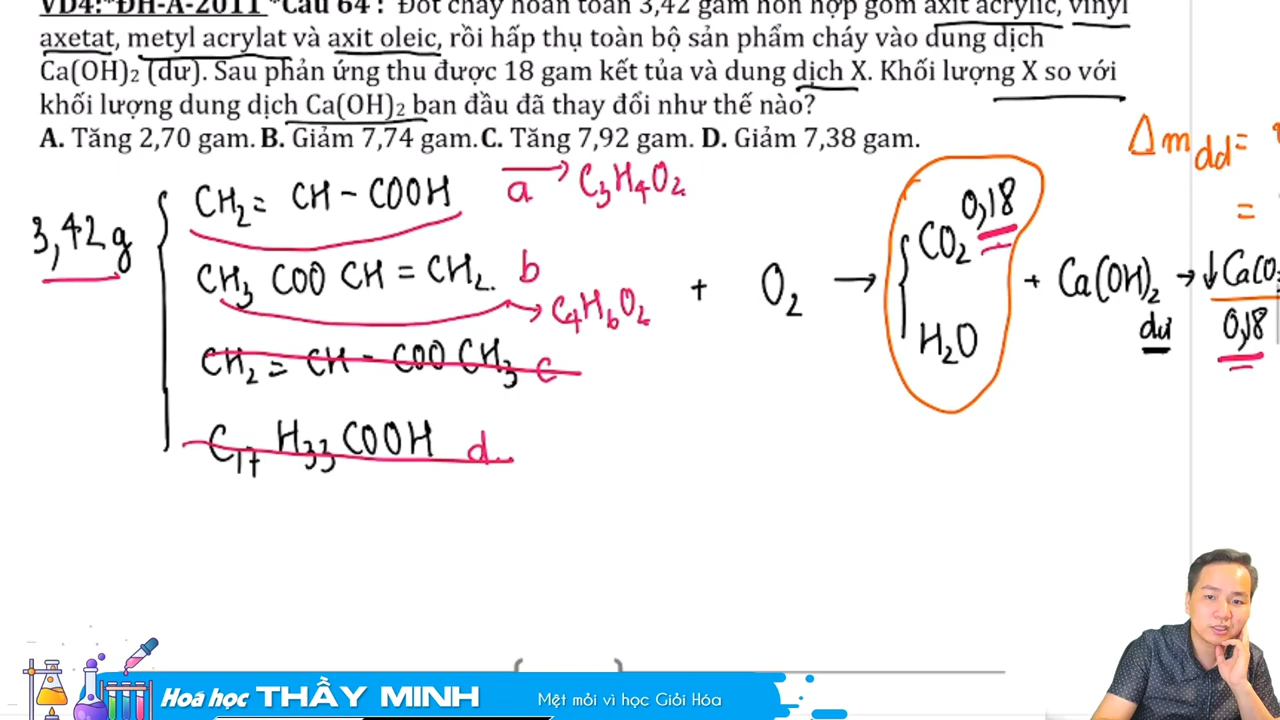 VD4:*ĐH-A-2011 *Câu 64 : Đốt cháy hoàn toàn 3,42 gam hỗn hợp gồm axit acrylic, vinyl
axetat, metyl acrylat và axit oleic, rồi hấp thụ toàn bộ sản phẩm cháy vào dung dịch
Ca(OH)₂ (dư). Sau phản ứng thu được 18 gam kết tủa và dung dịch X. Khối lượng X so với
khối lượng dung dịch Ca(OH)₂ ban đầu đã thay đổi như thế nào?
A. Tăng 2,70 gam. B. Giảm 7,74 gam. C. Tăng 7,92 gam. D. Giảm 7,38 gam.
Δm dd =
=
3,42g
CH₂ = CH - COOH a → C₃H₄O₂
CH₃ COO CH = CH₂. b
→ C₄H₆O₂
CH₂ = CH - COO CH₃ c
C₁₇ H₃₃ COOH d
+ O₂ →
CO₂ 0,18
H₂O
+ Ca(OH)₂ → ↓ CaCO
dư
0,18
Hoá học THẦY MINH
Mệt mỏi vì học Giỏi Hóa